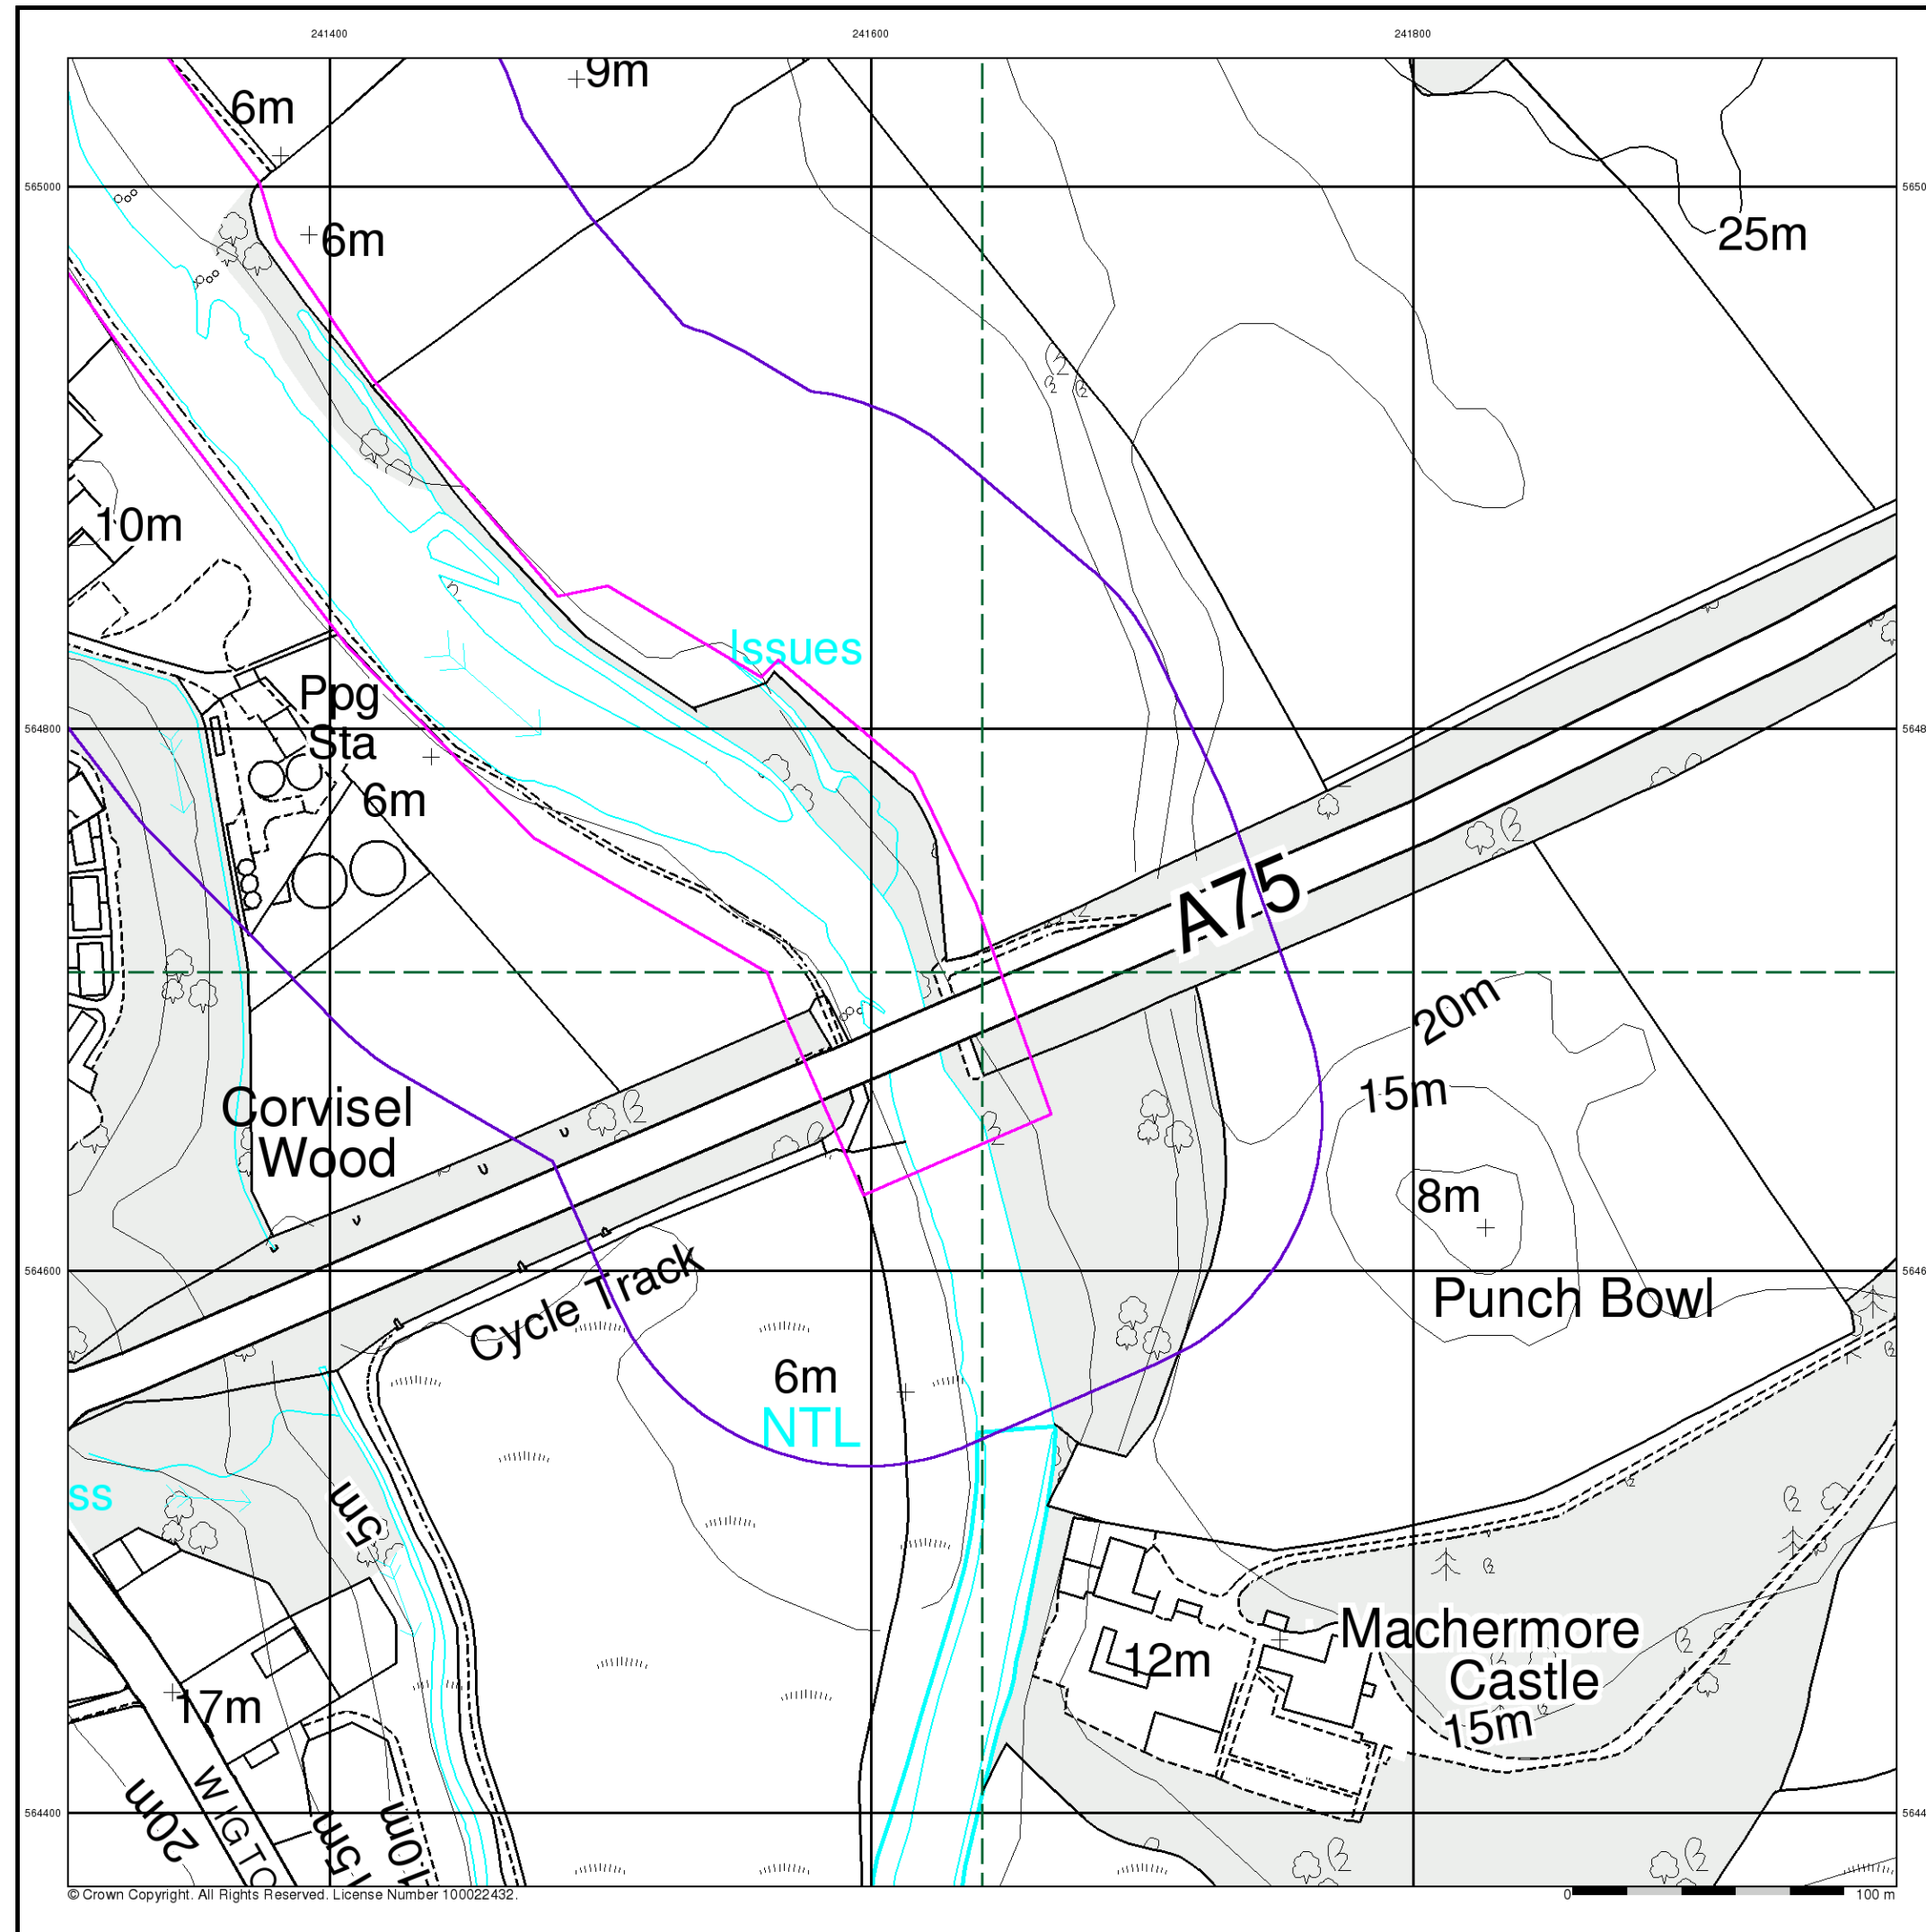 241400
241600
241800
9m
6m
565000
6m
25m
10m
Issues
Ppg
Sta
564800
6m
A75
20m
15m
Corvisel
Wood
8m
564600
Cycle Track
Punch Bowl
6m
NTL
5m
ss
Machermore
Castle
12m
15m
17m
20m
WIGTO
15m
10m
564400
© Crown Copyright. All Rights Reserved. License Number 100022432.
0
100 m